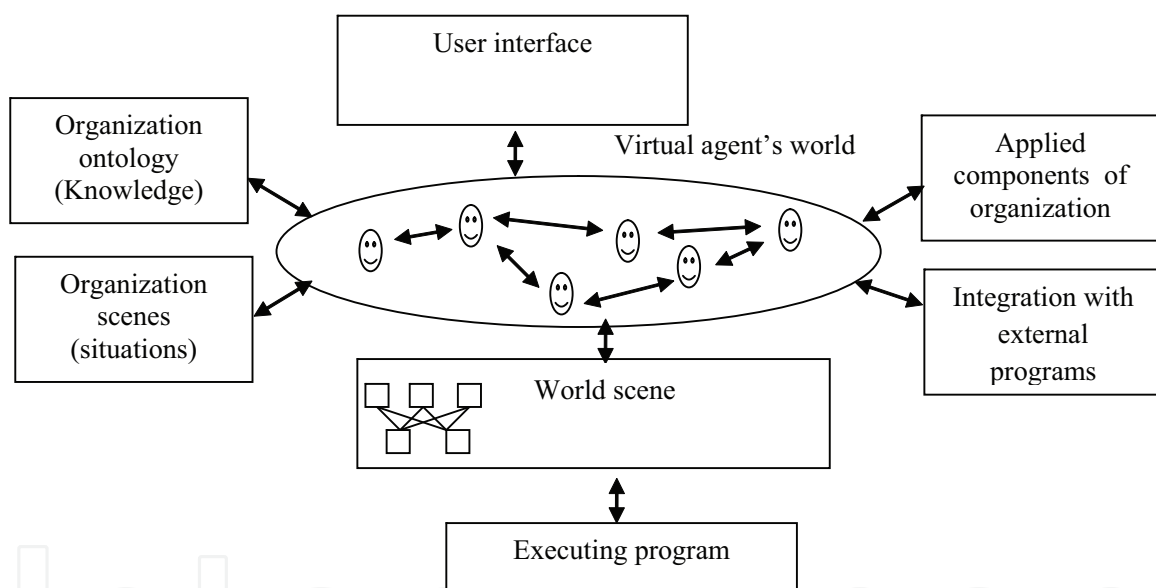 User interface
Organization
ontology
(Knowledge)
Virtual agent’s world
Applied
components of
organization
Organization
scenes
(situations)
Integration with
external
programs
World scene
Executing program